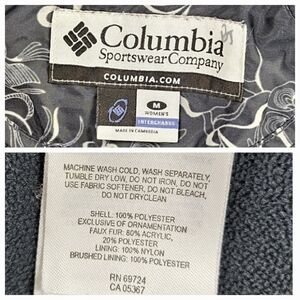 Columbia
Sportswear Company
COLUMBIA.COM
M
WOMEN'S
INTERCHANGE
MADE IN CAMBODIA
MACHINE WASH COLD, WASH SEPARATELY,
TUMBLE DRY LOW, DO NOT IRON, DO NOT
USE FABRIC SOFTENER, DO NOT BLEACH,
DO NOT DRYCLEAN
SHELL: 100% POLYESTER
EXCLUSIVE OF ORNAMENTATION
FAUX FUR: 80% ACRYLIC,
20% POLYESTER
LINING: 100% NYLON
BRUSHED LINING: 100% POLYESTER
RN 69724
CA 05367